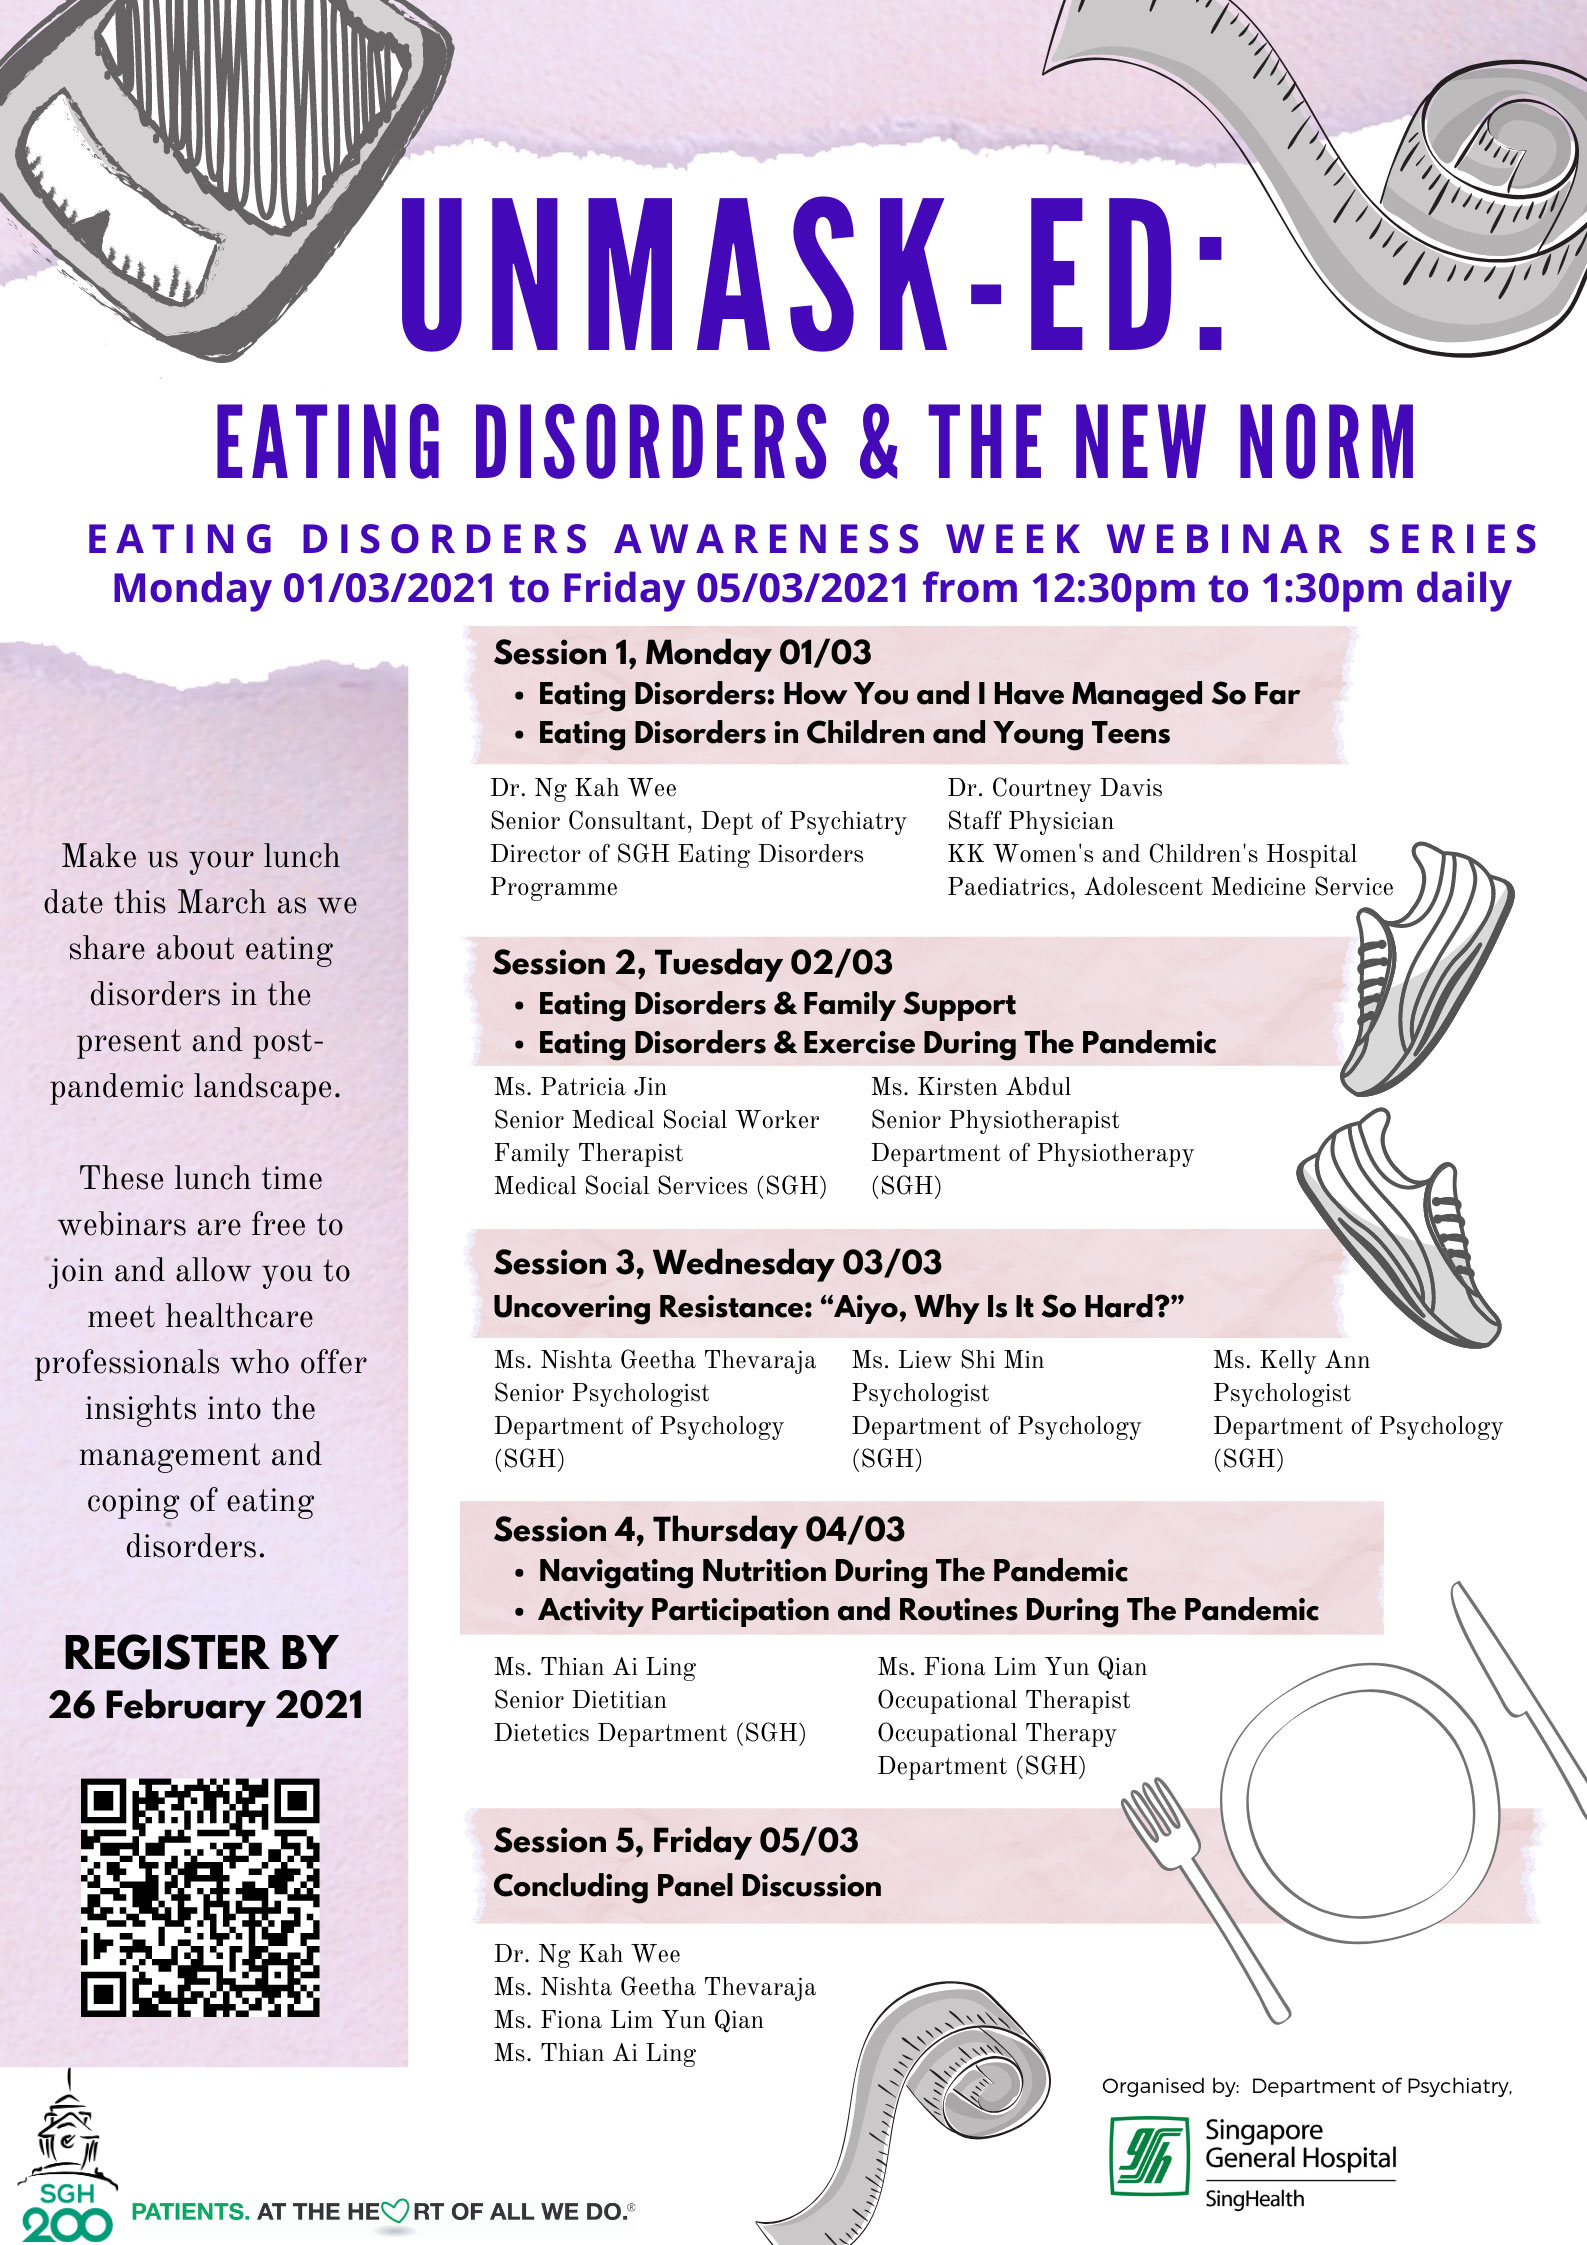 UNMASK-ED:
EATING DISORDERS & THE NEW NORM
EATING DISORDERS AWARENESS WEEK WEBINAR SERIES
Monday 01/03/2021 to Friday 05/03/2021 from 12:30pm to 1:30pm daily
Make us your lunch
date this March as we
share about eating
disorders in the
present and post-
pandemic landscape.
These lunch time
webinars are free to
join and allow you to
meet healthcare
professionals who offer
insights into the
management and
coping of eating
disorders.
REGISTER BY
26 February 2021
Session 1, Monday 01/03
• Eating Disorders: How You and I Have Managed So Far
• Eating Disorders in Children and Young Teens
Dr. Ng Kah Wee
Senior Consultant, Dept of Psychiatry
Director of SGH Eating Disorders
Programme
Dr. Courtney Davis
Staff Physician
KK Women's and Children's Hospital
Paediatrics, Adolescent Medicine Service
Session 2, Tuesday 02/03
• Eating Disorders & Family Support
• Eating Disorders & Exercise During The Pandemic
Ms. Patricia Jin
Senior Medical Social Worker
Family Therapist
Medical Social Services (SGH)
Ms. Kirsten Abdul
Senior Physiotherapist
Department of Physiotherapy
(SGH)
Session 3, Wednesday 03/03
Uncovering Resistance: “Aiyo, Why Is It So Hard?”
Ms. Nishta Geetha Thevaraja
Senior Psychologist
Department of Psychology
(SGH)
Ms. Liew Shi Min
Psychologist
Department of Psychology
(SGH)
Ms. Kelly Ann
Psychologist
Department of Psychology
(SGH)
Session 4, Thursday 04/03
• Navigating Nutrition During The Pandemic
• Activity Participation and Routines During The Pandemic
Ms. Thian Ai Ling
Senior Dietitian
Dietetics Department (SGH)
Ms. Fiona Lim Yun Qian
Occupational Therapist
Occupational Therapy
Department (SGH)
Session 5, Friday 05/03
Concluding Panel Discussion
Dr. Ng Kah Wee
Ms. Nishta Geetha Thevaraja
Ms. Fiona Lim Yun Qian
Ms. Thian Ai Ling
SGH
200
PATIENTS. AT THE HE♡RT OF ALL WE DO.®
Organised by: Department of Psychiatry,
Singapore
General Hospital
SingHealth